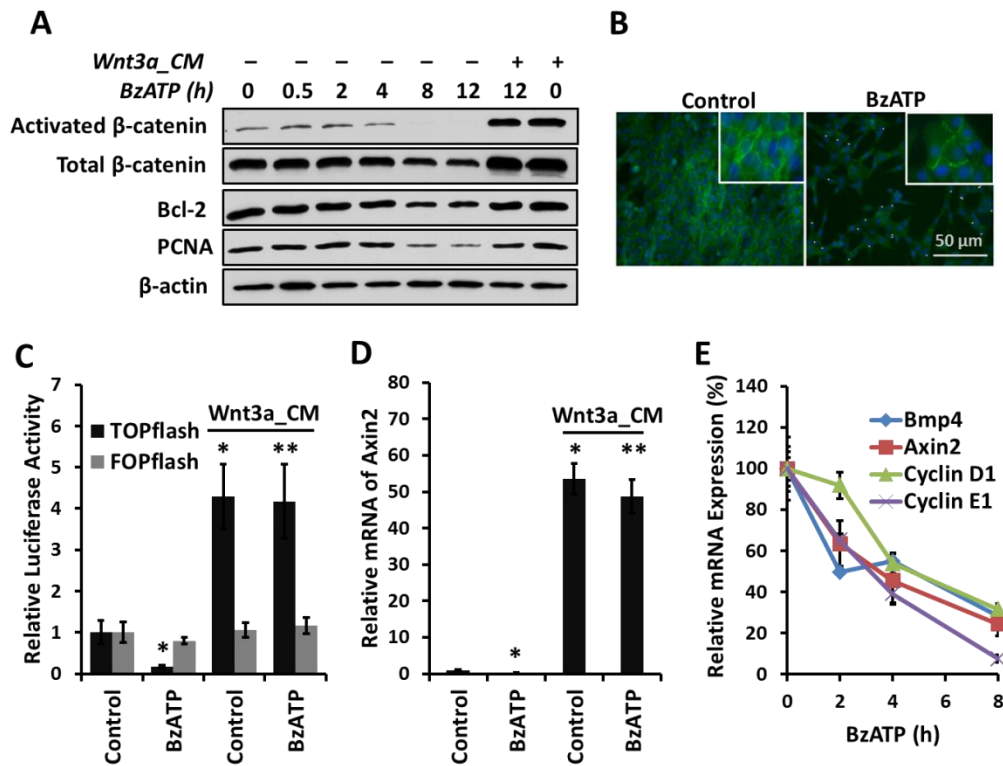 A
Wnt3a_CM – – – – – – + +
BzATP (h) 0 0.5 2 4 8 12 12 0
Activated β-catenin
Total β-catenin
Bcl-2
PCNA
β-actin
B
Control BzATP
50 μm
C
Relative Luciferase Activity
7
6
5
4
3
2
1
0
TOPflash
FOPflash
Wnt3a_CM
* **
*
Control BzATP Control BzATP
D
Relative mRNA of Axin2
80
70
60
50
40
30
20
10
0
Wnt3a_CM
* **
*
Control BzATP Control BzATP
E
Relative mRNA Expression (%)
140
120
100
80
60
40
20
0
Bmp4
Axin2
Cyclin D1
Cyclin E1
0 2 4 8
BzATP (h)